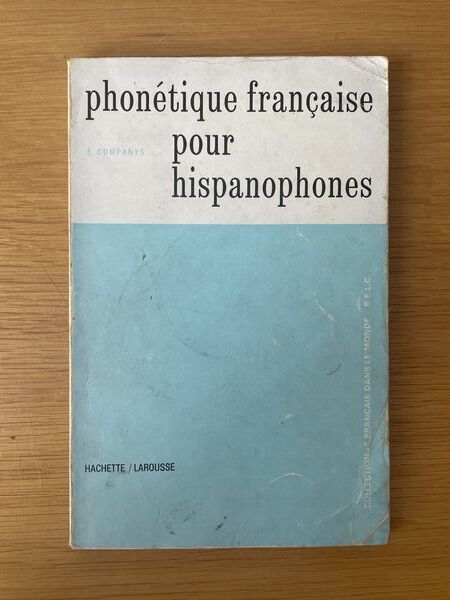 phonétique française
E. COMPANYS
pour
hispanophones
HACHETTE / LAROUSSE
COLLECTION LE FRANÇAIS DANS LE MONDE - B.E.L.C.